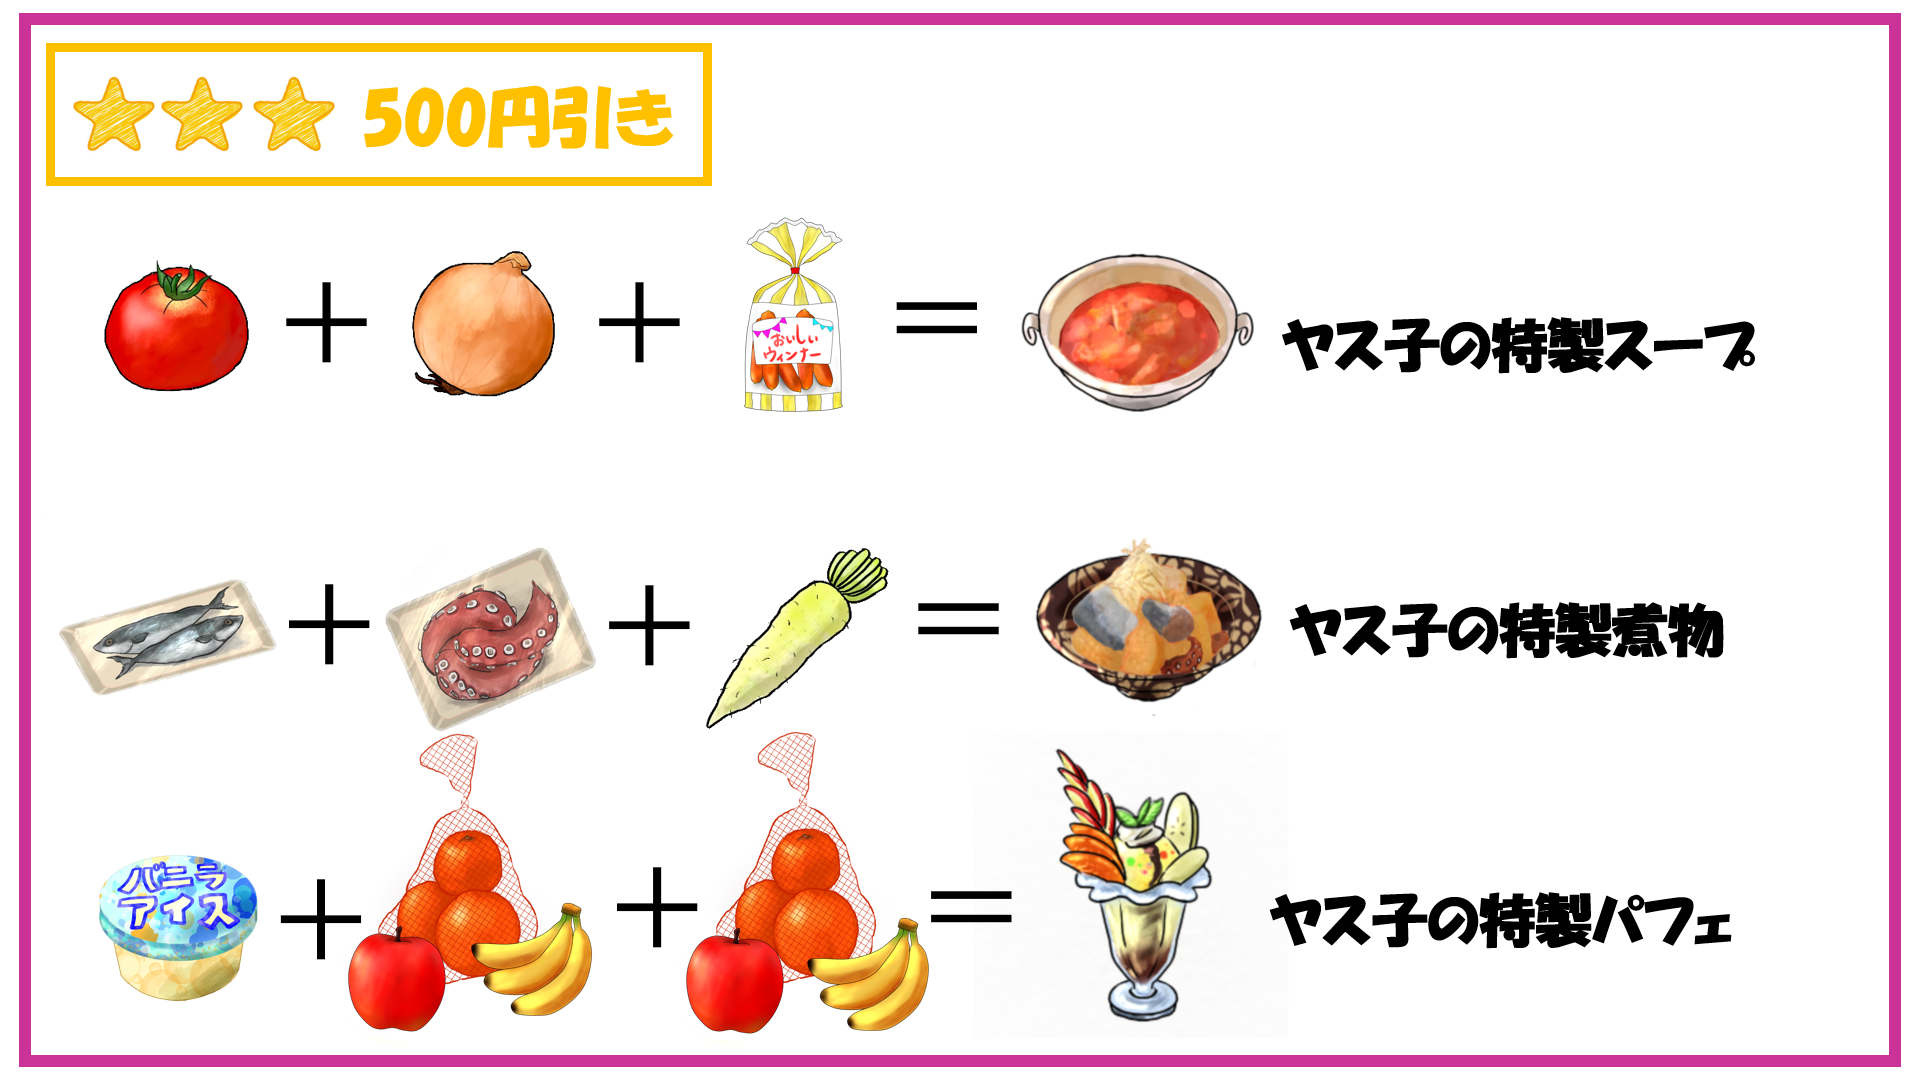 500円引き
おいしい
ウィンナー
ヤス子の特製スープ
ヤス子の特製煮物
バニラ
アイス
ヤス子の特製パフェ